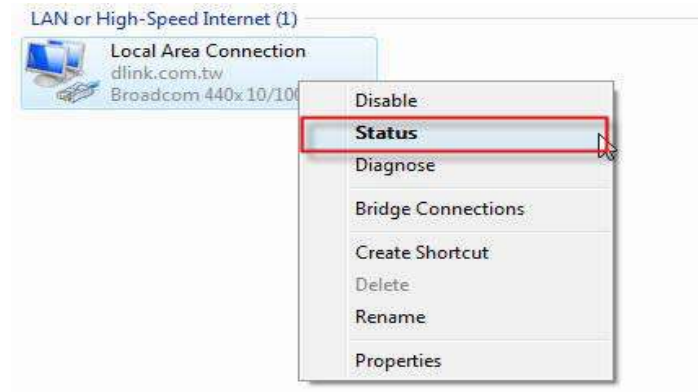 LAN or High-Speed Internet (1)
Local Area Connection
dlink.com.tw
Broadcom 440x 10/100
Disable
Status
Diagnose
Bridge Connections
Create Shortcut
Delete
Rename
Properties